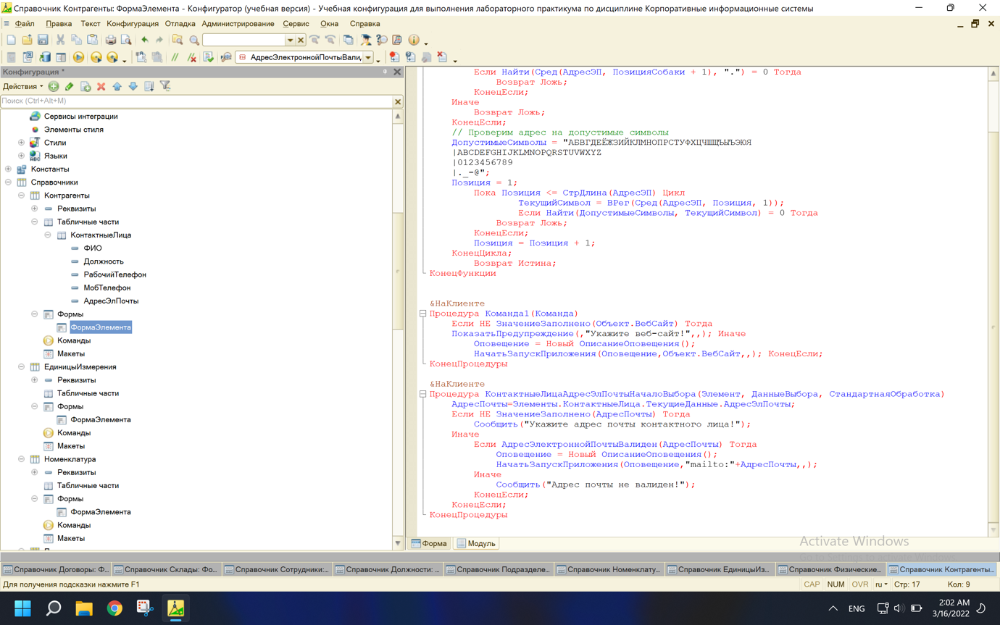 Справочник Контрагенты: ФормаЭлемента - Конфигуратор (учебная версия) - Учебная конфигурация для выполнения лабораторного практикума по дисциплине Корпоративные информационные системы
Файл Правка Текст Конфигурация Отладка Администрирование Сервис Окна Справка
АдресЭлектроннойПочтыВали,
Конфигурация *
Действия
Поиск (Ctrl+Alt+M)
Сервисы интеграции
Элементы стиля
Стили
Языки
Константы
Справочники
Контрагенты
Реквизиты
Табличные части
КонтактныеЛица
ФИО
Должность
РабочийТелефон
МобТелефон
АдресЭлПочты
Формы
ФормаЭлемента
Команды
Макеты
ЕдиницыИзмерения
Реквизиты
Табличные части
Формы
ФормаЭлемента
Команды
Макеты
Номенклатура
Реквизиты
Табличные части
Формы
ФормаЭлемента
Команды
Макеты
Если Найти(Сред(АдресЭП, ПозицияСобаки + 1), ".") = 0 Тогда
Возврат Ложь;
КонецЕсли;
Иначе
Возврат Ложь;
КонецЕсли;
// Проверим адрес на допустимые символы
ДопустимыеСимволы = "АБВГДЕЁЖЗИЙКЛМНОПРСТУФХЦЧШЩЪЫЬЭЮЯ
|ABCDEFGHIJKLMNOPQRSTUVWXYZ
|0123456789
|._-@";
Позиция = 1;
Пока Позиция <= СтрДлина(АдресЭП) Цикл
ТекущийСимвол = ВРег(Сред(АдресЭП, Позиция, 1));
Если Найти(ДопустимыеСимволы, ТекущийСимвол) = 0 Тогда
Возврат Ложь;
КонецЕсли;
Позиция = Позиция + 1;
КонецЦикла;
Возврат Истина;
КонецФункции
&НаКлиенте
Процедура Команда1(Команда)
Если НЕ ЗначениеЗаполнено(Объект.ВебСайт) Тогда
ПоказатьПредупреждение(,"Укажите веб-сайт!",,); Иначе
Оповещение = Новый ОписаниеОповещения();
НачатьЗапускПриложения(Оповещение,Объект.ВебСайт,,); КонецЕсли;
КонецПроцедуры
&НаКлиенте
Процедура КонтактныеЛицаАдресЭлПочтыНачалоВыбора(Элемент, ДанныеВыбора, СтандартнаяОбработка)
АдресПочты=Элементы.КонтактныеЛица.ТекущиеДанные.АдресЭлПочты;
Если НЕ ЗначениеЗаполнено(АдресПочты) Тогда
Сообщить("Укажите адрес почты контактного лица!");
Иначе
Если АдресЭлектроннойПочтыВалиден(АдресПочты) Тогда
Оповещение = Новый ОписаниеОповещения();
НачатьЗапускПриложения(Оповещение,"mailto:"+АдресПочты,,);
Иначе
Сообщить("Адрес почты не валиден!");
КонецЕсли;
КонецЕсли;
КонецПроцедуры
Форма Модуль
Activate Windows
Go to Settings to activate Windows.
Справочник Договоры: Ф... Справочник Склады: Фо... Справочник Сотрудники:... Справочник Должности: ... Справочник Подразделе... Справочник Номенклату... Справочник ЕдиницыИз... Справочник Физические... Справочник Контрагенты...
Для получения подсказки нажмите F1 CAP NUM OVR ru Стр: 17 Кол: 9
ENG 2:02 AM
3/16/2022